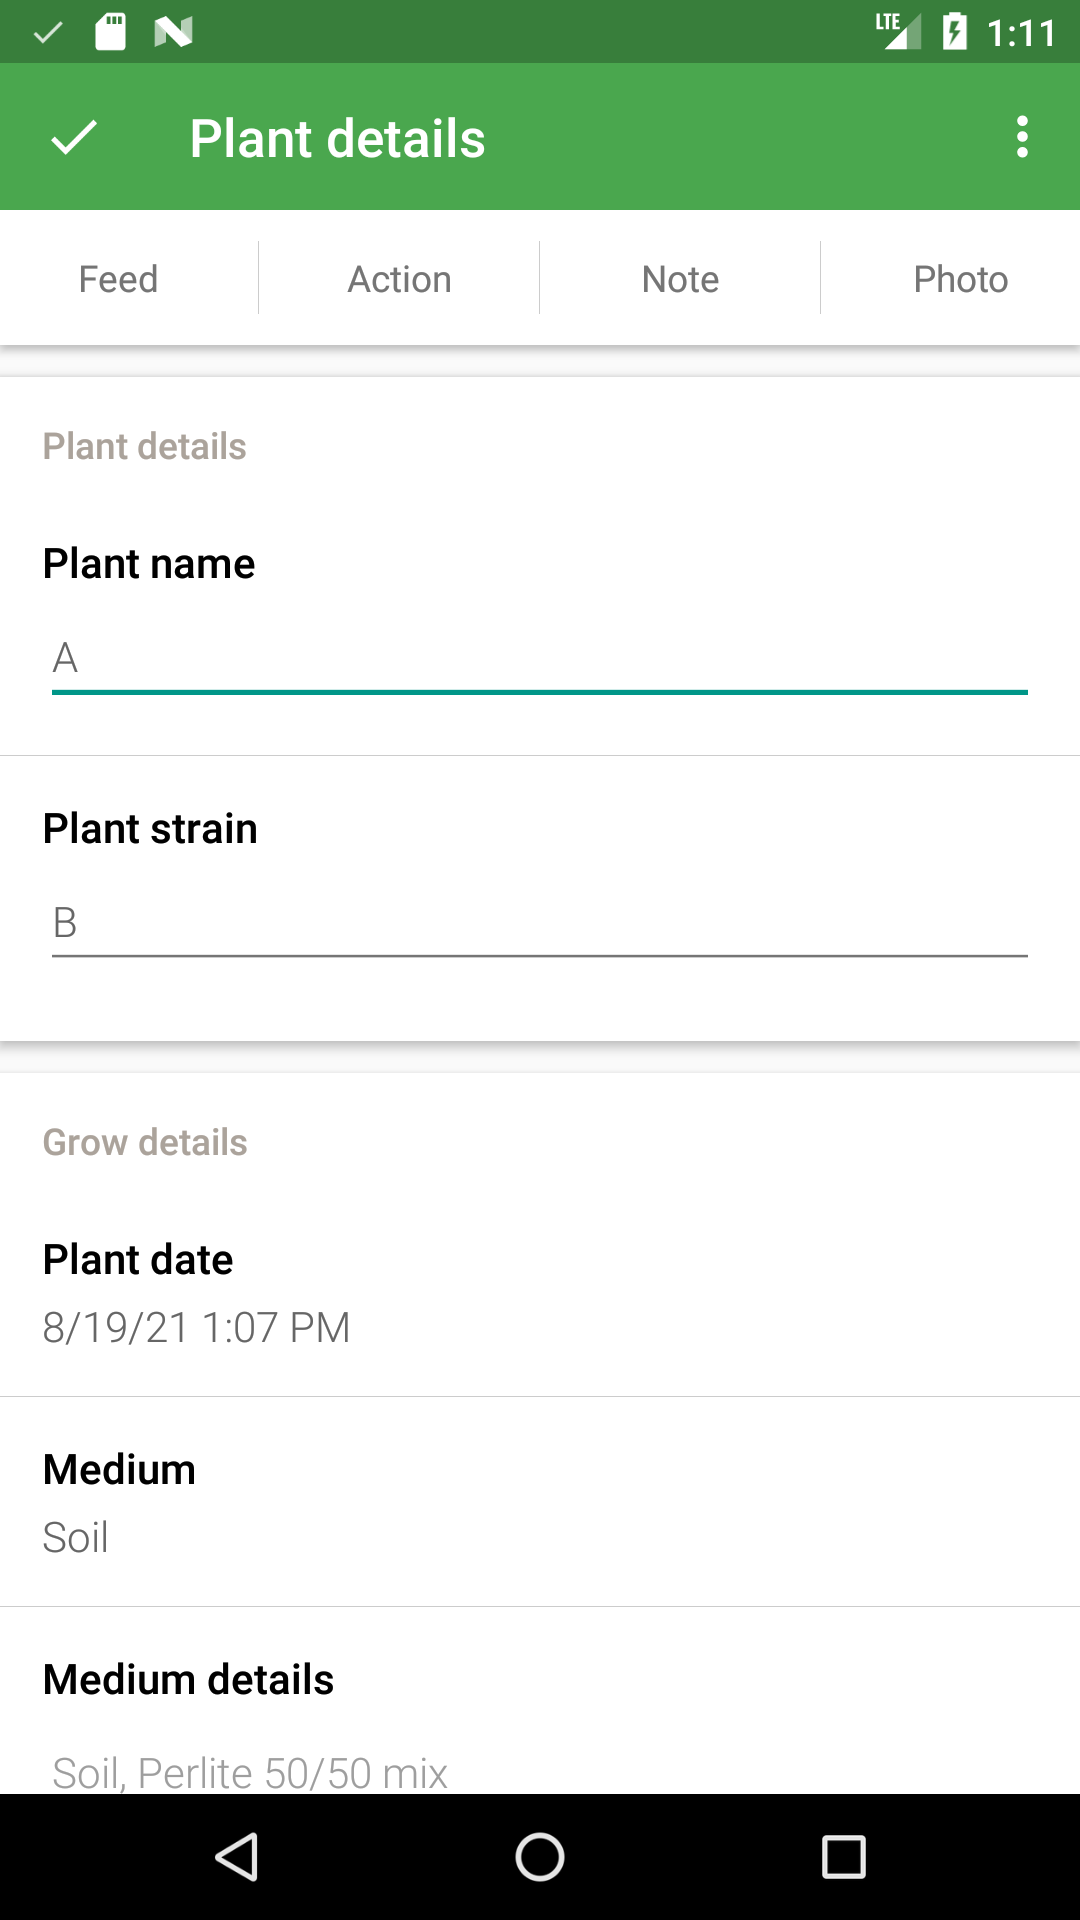 LTE 1:11
Plant details
Feed Action Note Photo
Plant details
Plant name
A
Plant strain
B
Grow details
Plant date
8/19/21 1:07 PM
Medium
Soil
Medium details
Soil, Perlite 50/50 mix